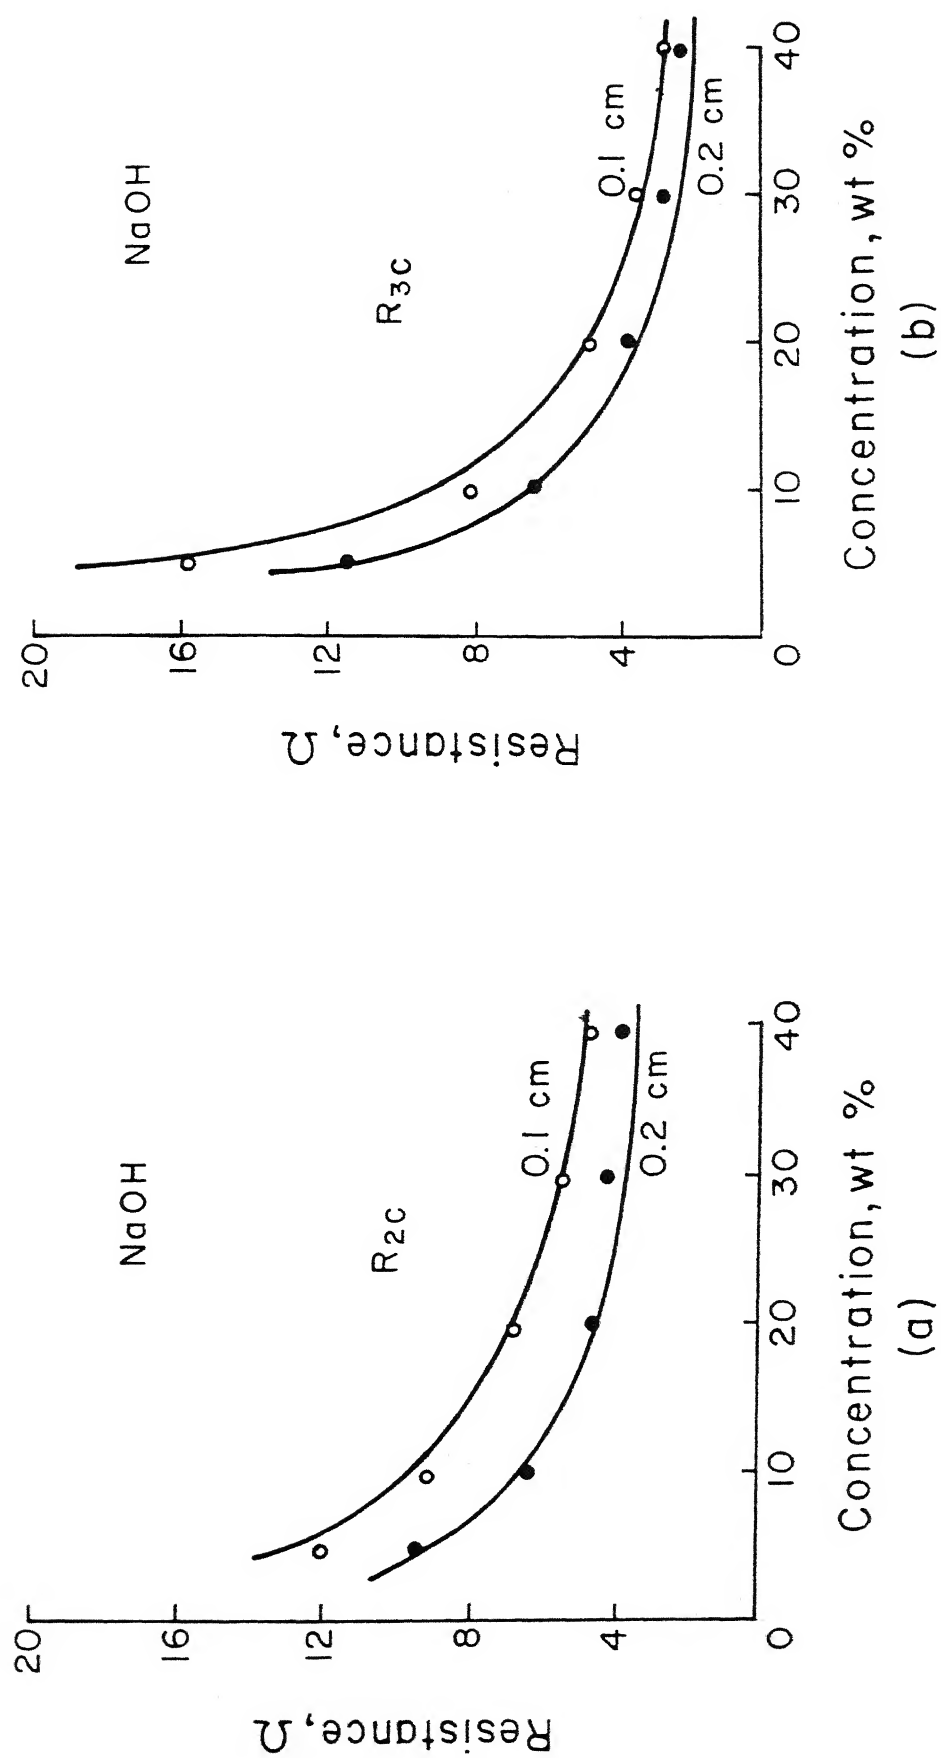 NaOH
R2C
0.1 cm
0.2 cm
20
16
12
8
4
0
10
20
30
40
Resistance, Ω
Concentration, wt %
(a)
NaOH
R3C
0.1 cm
0.2 cm
20
16
12
8
4
0
10
20
30
40
Resistance, Ω
Concentration, wt %
(b)